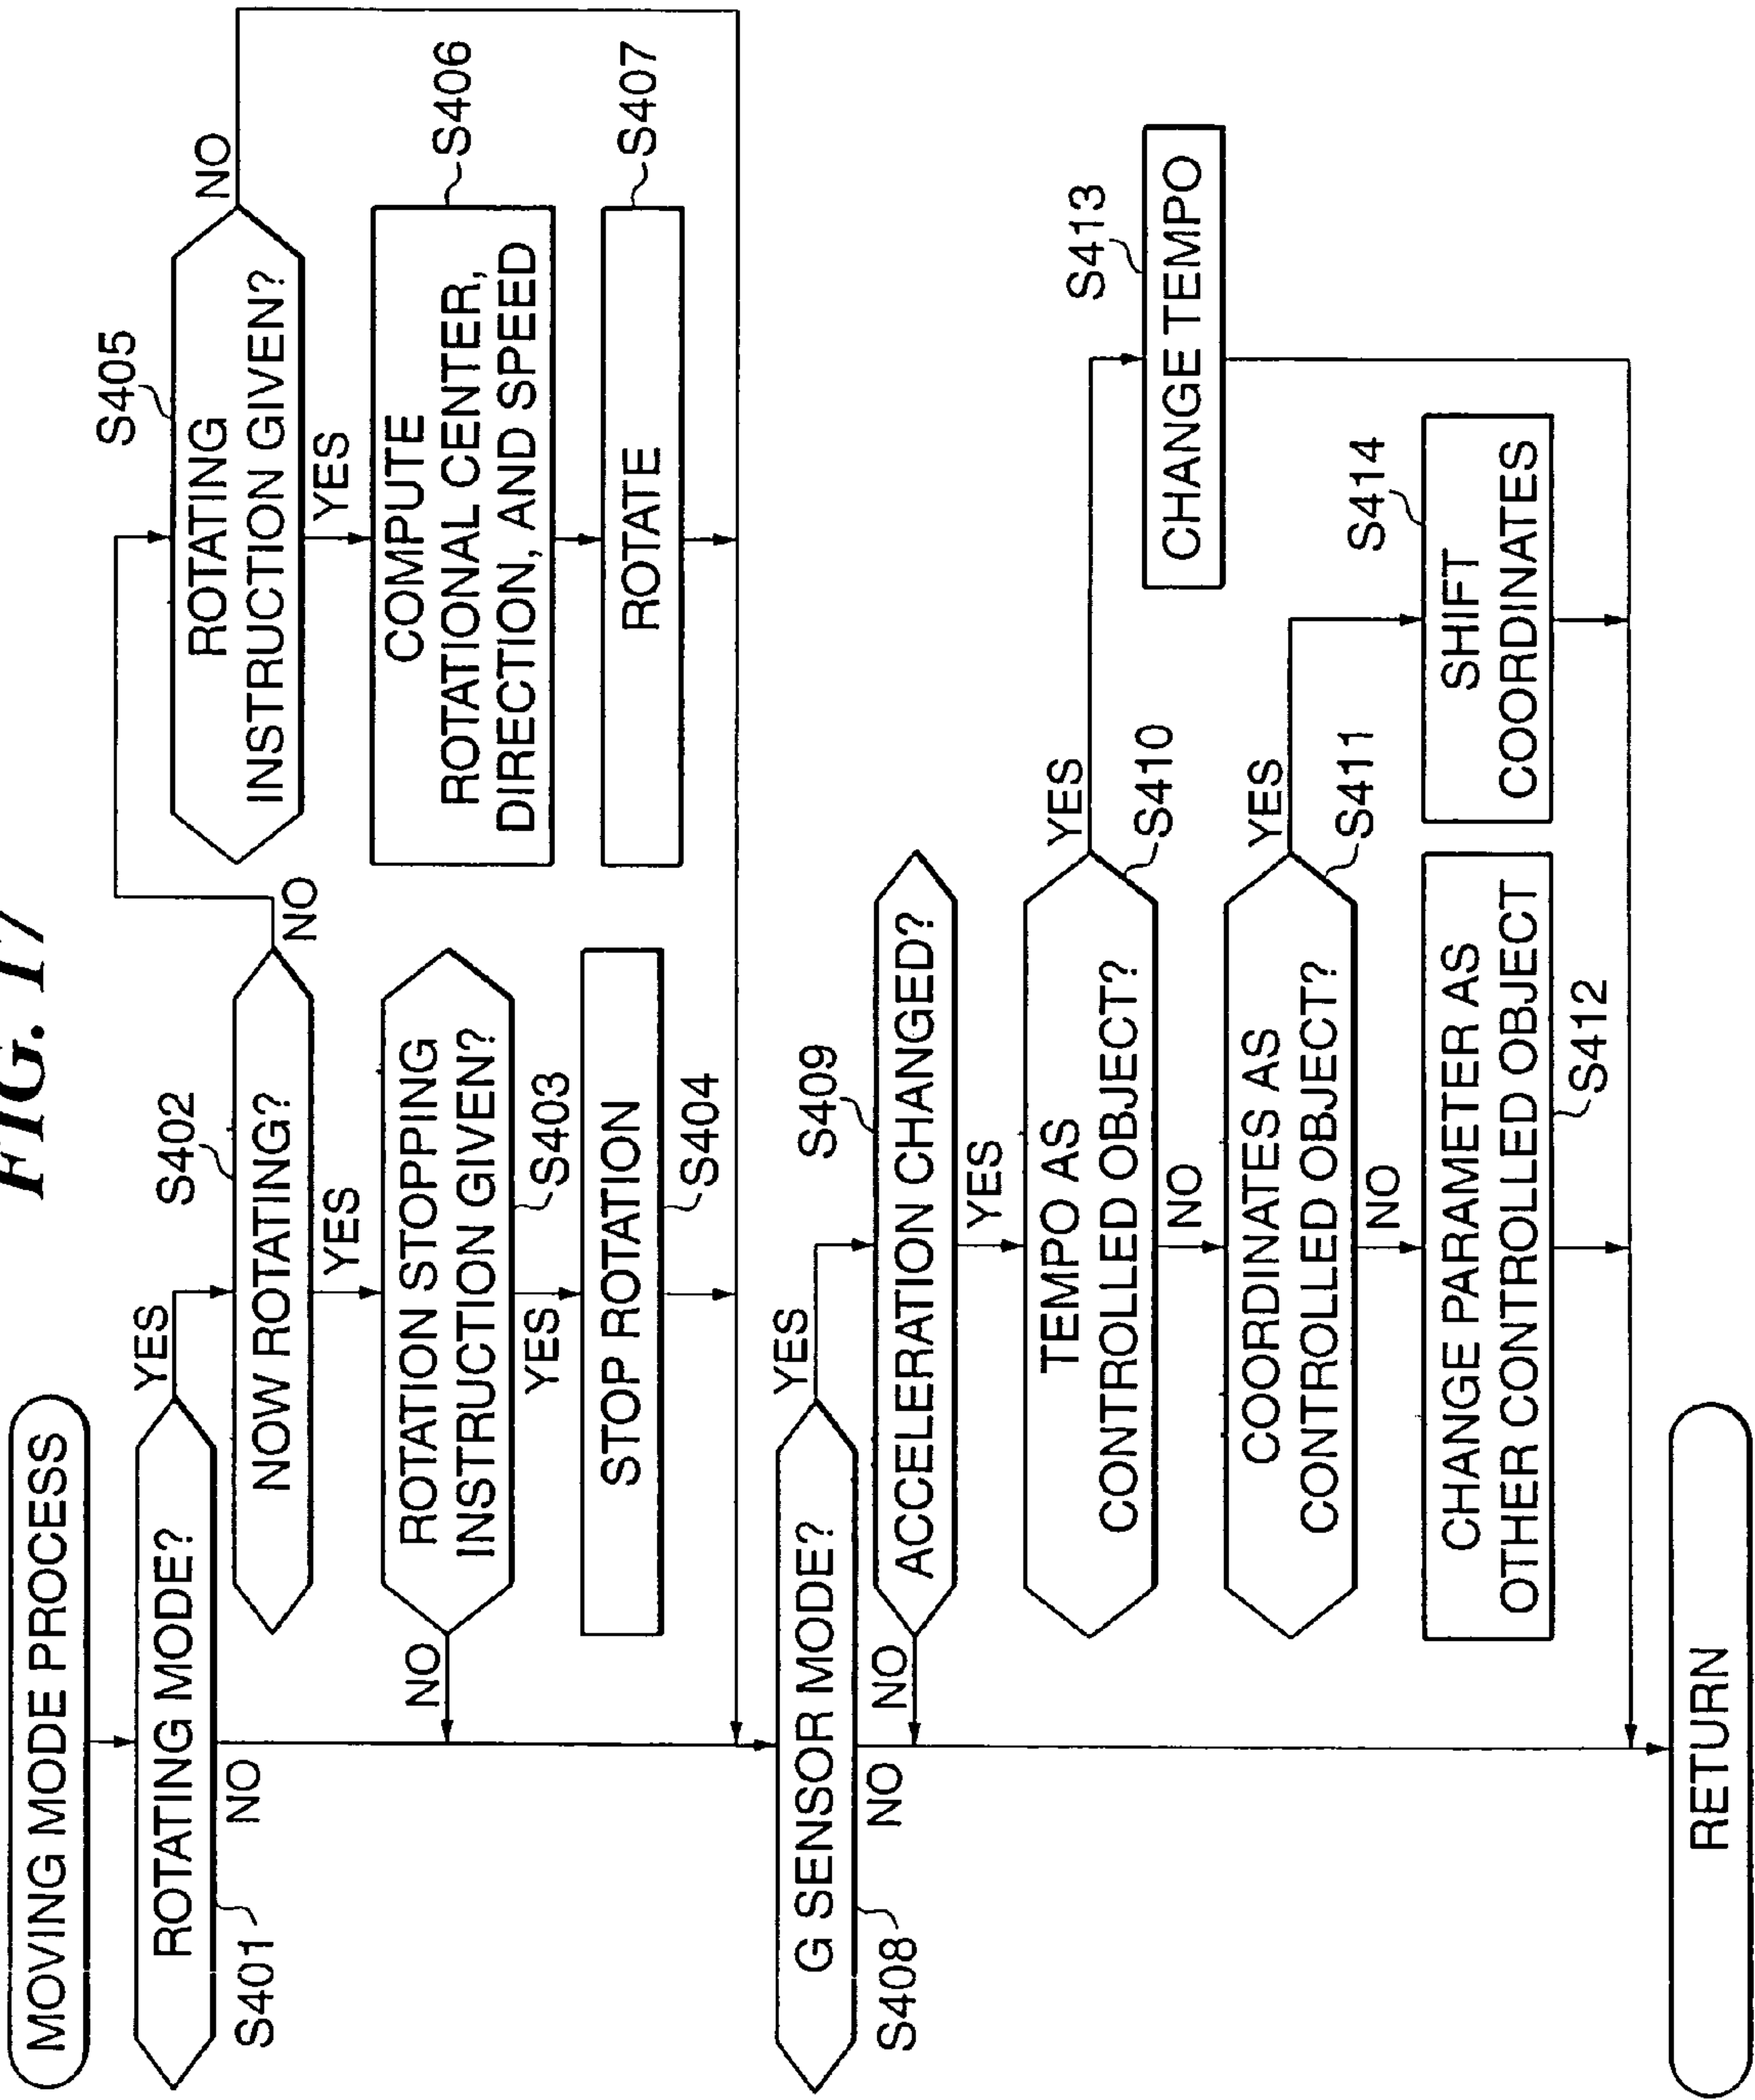 FIG. 17
MOVING MODE PROCESS
ROTATING MODE?
S401
YES
NO
S402
NOW ROTATING?
NO
YES
ROTATION STOPPING
INSTRUCTION GIVEN?
S403
NO
YES
STOP ROTATION
S404
S405
ROTATING
INSTRUCTION GIVEN?
NO
YES
COMPUTE
ROTATIONAL CENTER,
DIRECTION, AND SPEED
S406
ROTATE
S407
G SENSOR MODE?
S408
YES
NO
S409
ACCELERATION CHANGED?
NO
YES
TEMPO AS
CONTROLLED OBJECT?
S410
YES
NO
COORDINATES AS
CONTROLLED OBJECT?
S411
YES
NO
CHANGE PARAMETER AS
OTHER CONTROLLED OBJECT
S412
S413
CHANGE TEMPO
S414
SHIFT
COORDINATES
RETURN